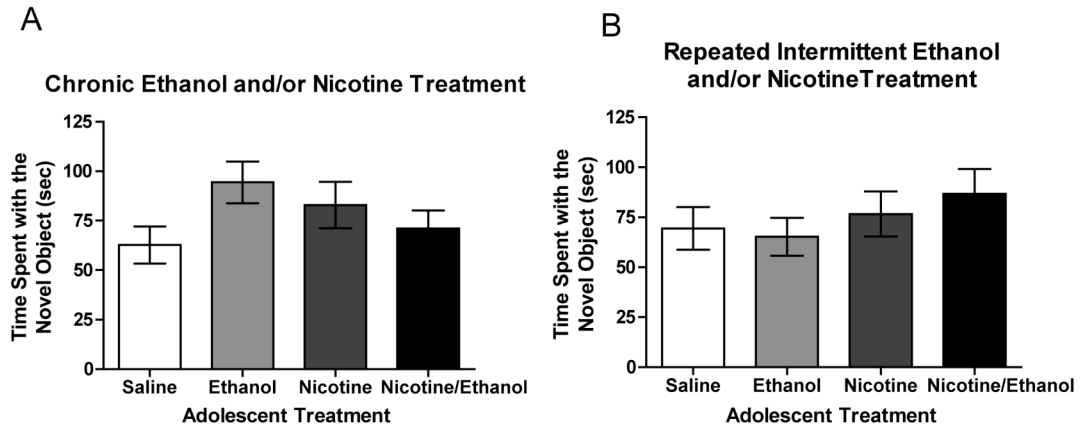 A
Chronic Ethanol and/or Nicotine Treatment
Time Spent with the
Novel Object (sec)
125
100
75
50
25
0
Saline
Ethanol
Nicotine
Nicotine/Ethanol
Adolescent Treatment
B
Repeated Intermittent Ethanol
and/or NicotineTreatment
Time Spent with the
Novel Object (sec)
125
100
75
50
25
0
Saline
Ethanol
Nicotine
Nicotine/Ethanol
Adolescent Treatment